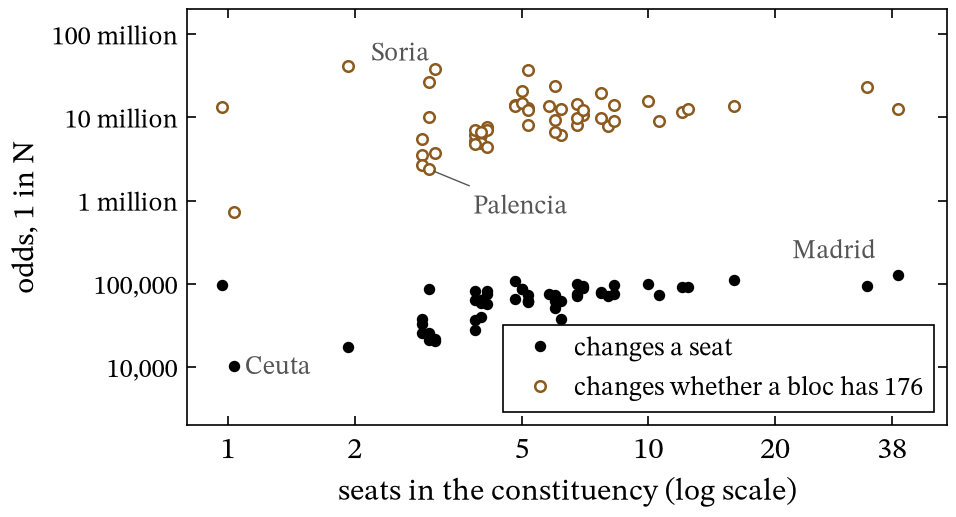 100 million
10 million
1 million
100,000
10,000
odds, 1 in N
Soria
Palencia
Madrid
Ceuta
changes a seat
changes whether a bloc has 176
1 2 5 10 20 38
seats in the constituency (log scale)